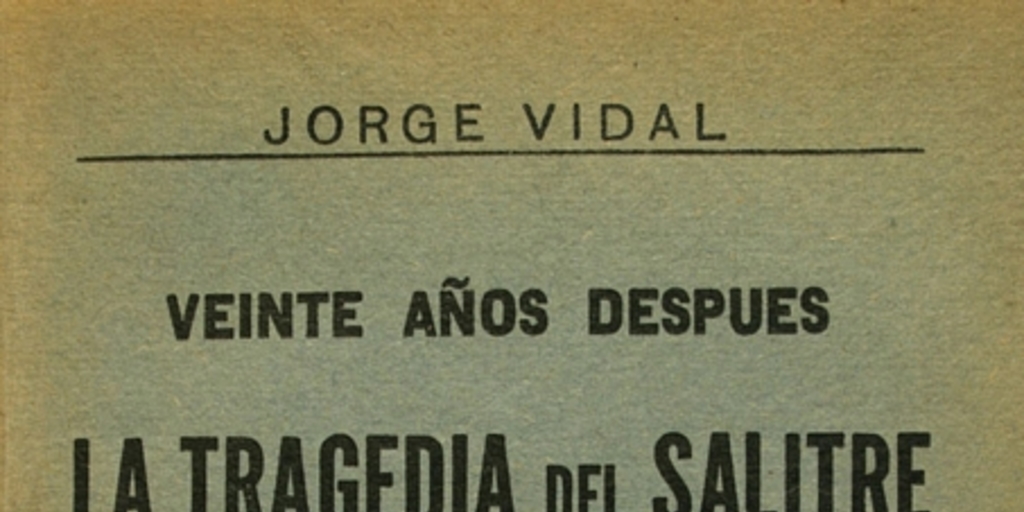 JORGE VIDAL
VEINTE AÑOS DESPUES
LA TRAGEDIA DEL SALITRE